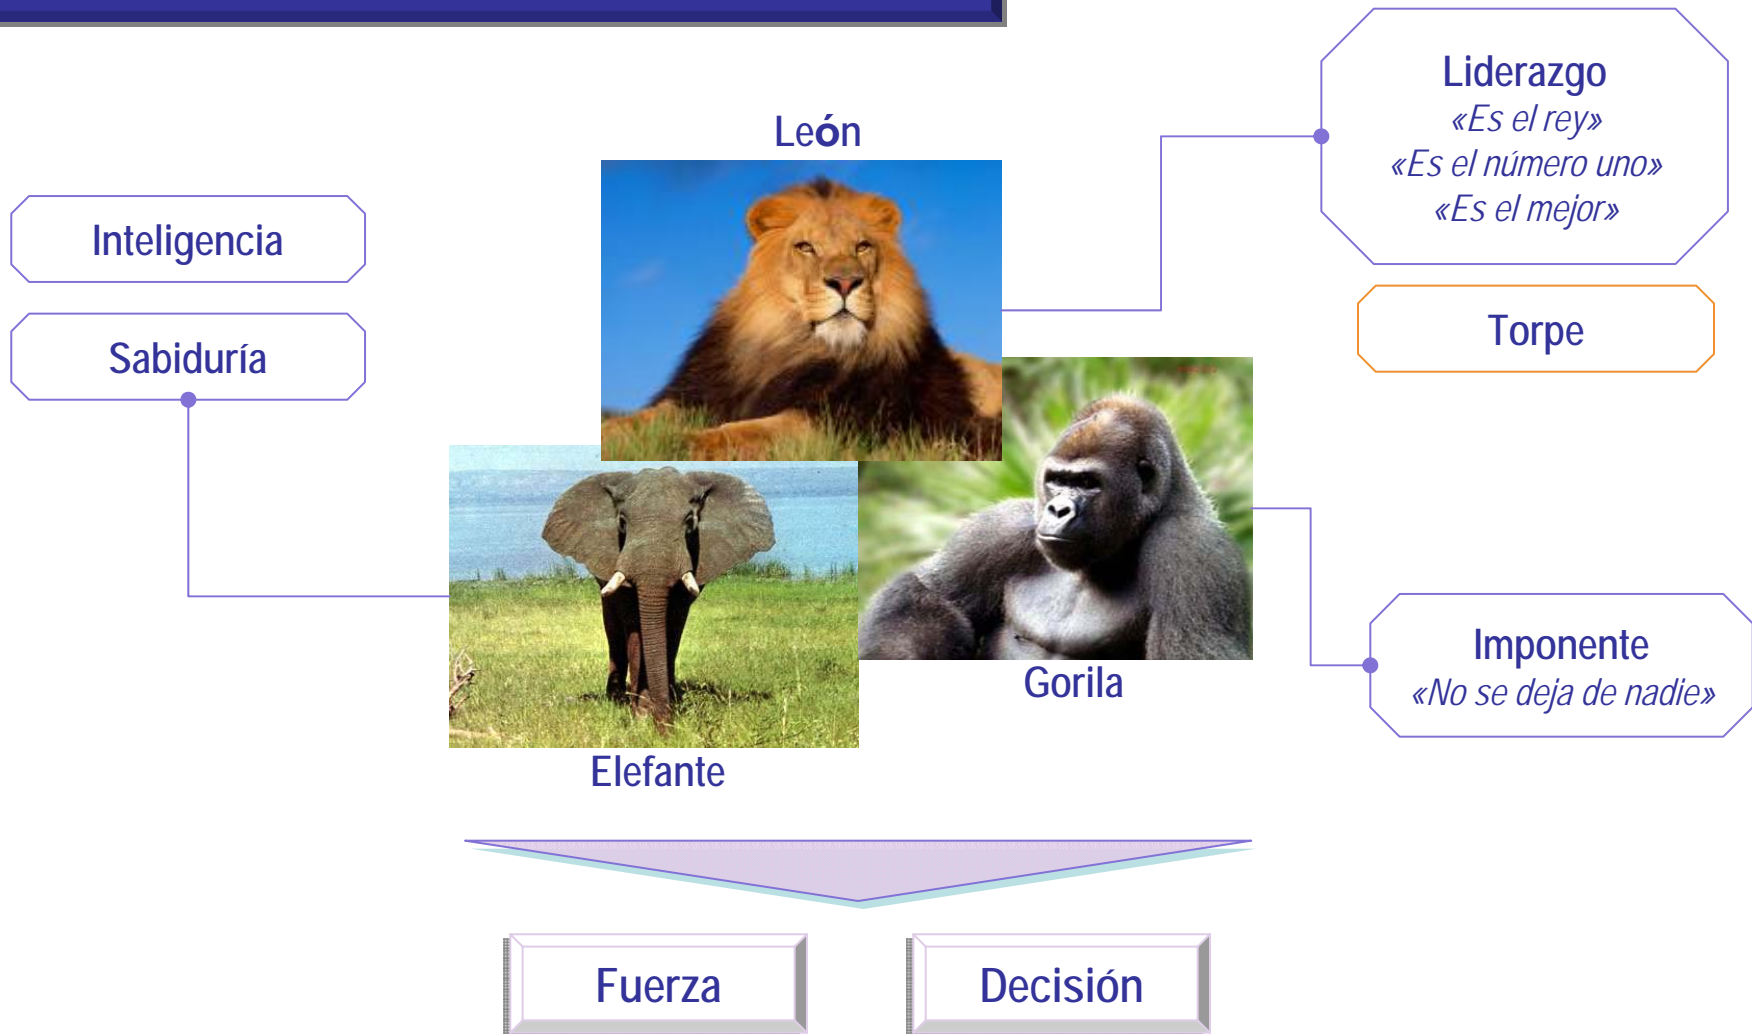 León
Liderazgo
«Es el rey»
«Es el número uno»
«Es el mejor»
Inteligencia
Sabiduría
Torpe
Gorila
Imponente
«No se deja de nadie»
Elefante
Fuerza
Decisión